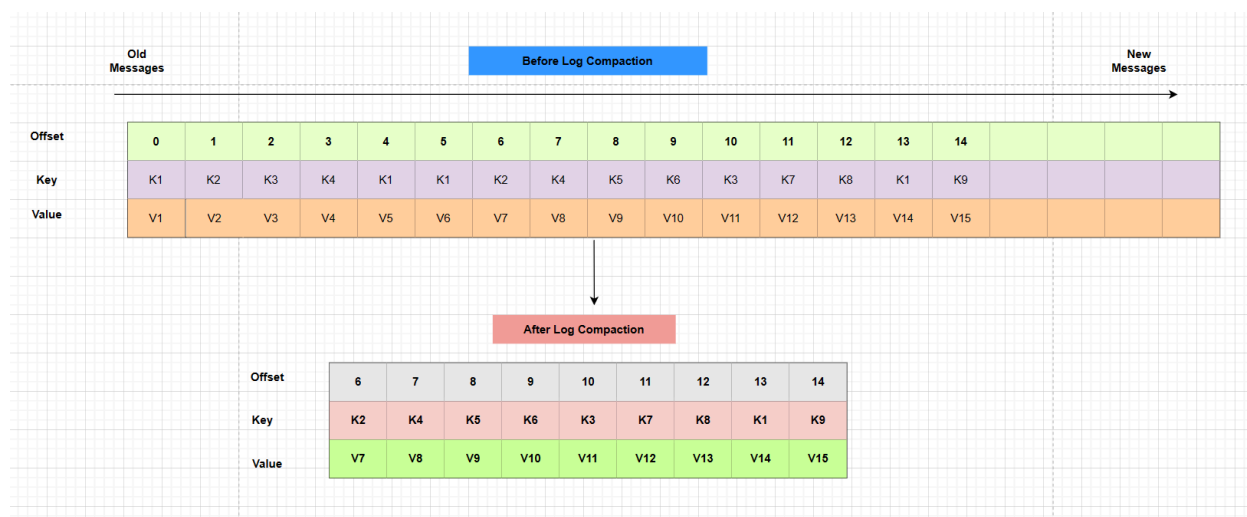 Old
Messages
Before Log Compaction
New
Messages
Offset 0 1 2 3 4 5 6 7 8 9 10 11 12 13 14
Key K1 K2 K3 K4 K1 K1 K2 K4 K5 K6 K3 K7 K8 K1 K9
Value V1 V2 V3 V4 V5 V6 V7 V8 V9 V10 V11 V12 V13 V14 V15
After Log Compaction
Offset 6 7 8 9 10 11 12 13 14
Key K2 K4 K5 K6 K3 K7 K8 K1 K9
Value V7 V8 V9 V10 V11 V12 V13 V14 V15